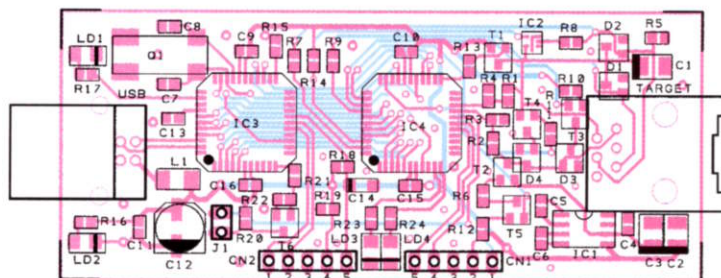 C8
R15
C9
C10
IC2
R8
D2
R5
LD1
R7
R9
T1
R13
C1
R17
R14
D1
R4
R1
R10
TARGET
USB
C7
C13
IC3
IC4
R3
T4
T3
R2
L1
R18
T2
D4
D3
C16
R21
C14
C15
R6
R22
R19
C5
R16
C11
R20
T6
R23
R24
R12
T5
C4
J1
LD3
LD4
C6
IC1
LD2
C12
CN2
CN1
C3
C2
1 2 3 4 5
5 4 3 2 1